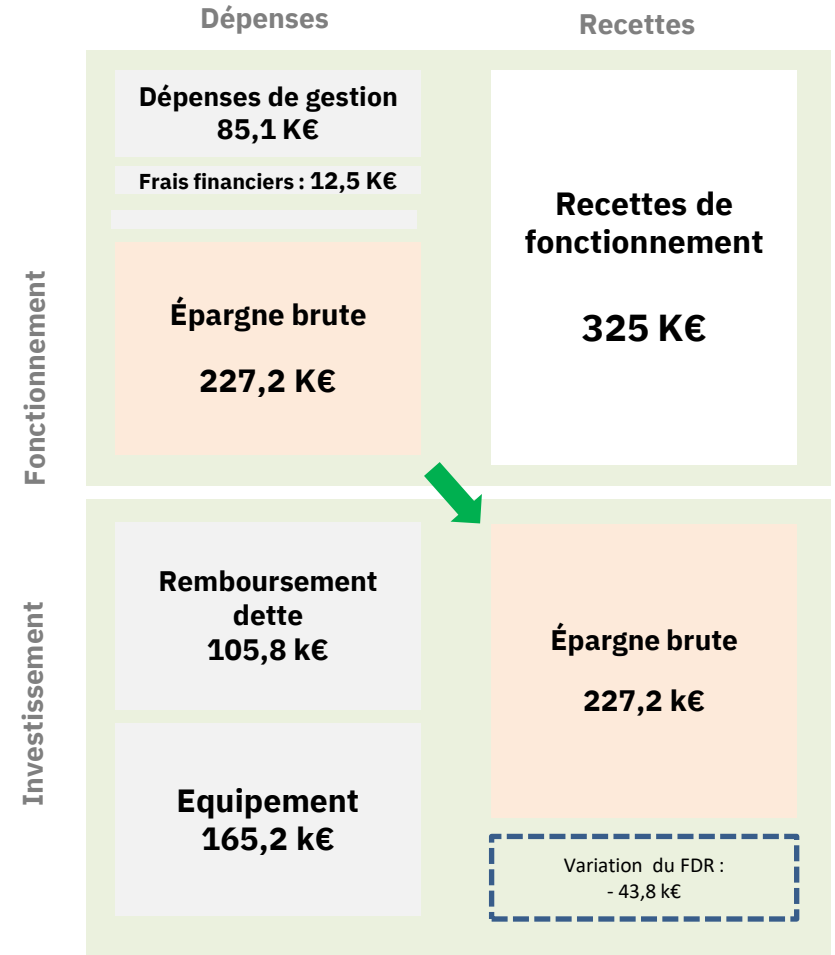 Dépenses
Recettes
Fonctionnement
Dépenses de gestion
85,1 K€
Frais financiers : 12,5 K€
Épargne brute
227,2 K€
Recettes de
fonctionnement
325 K€
Investissement
Remboursement
dette
105,8 k€
Equipement
165,2 k€
Épargne brute
227,2 k€
Variation du FDR :
- 43,8 k€